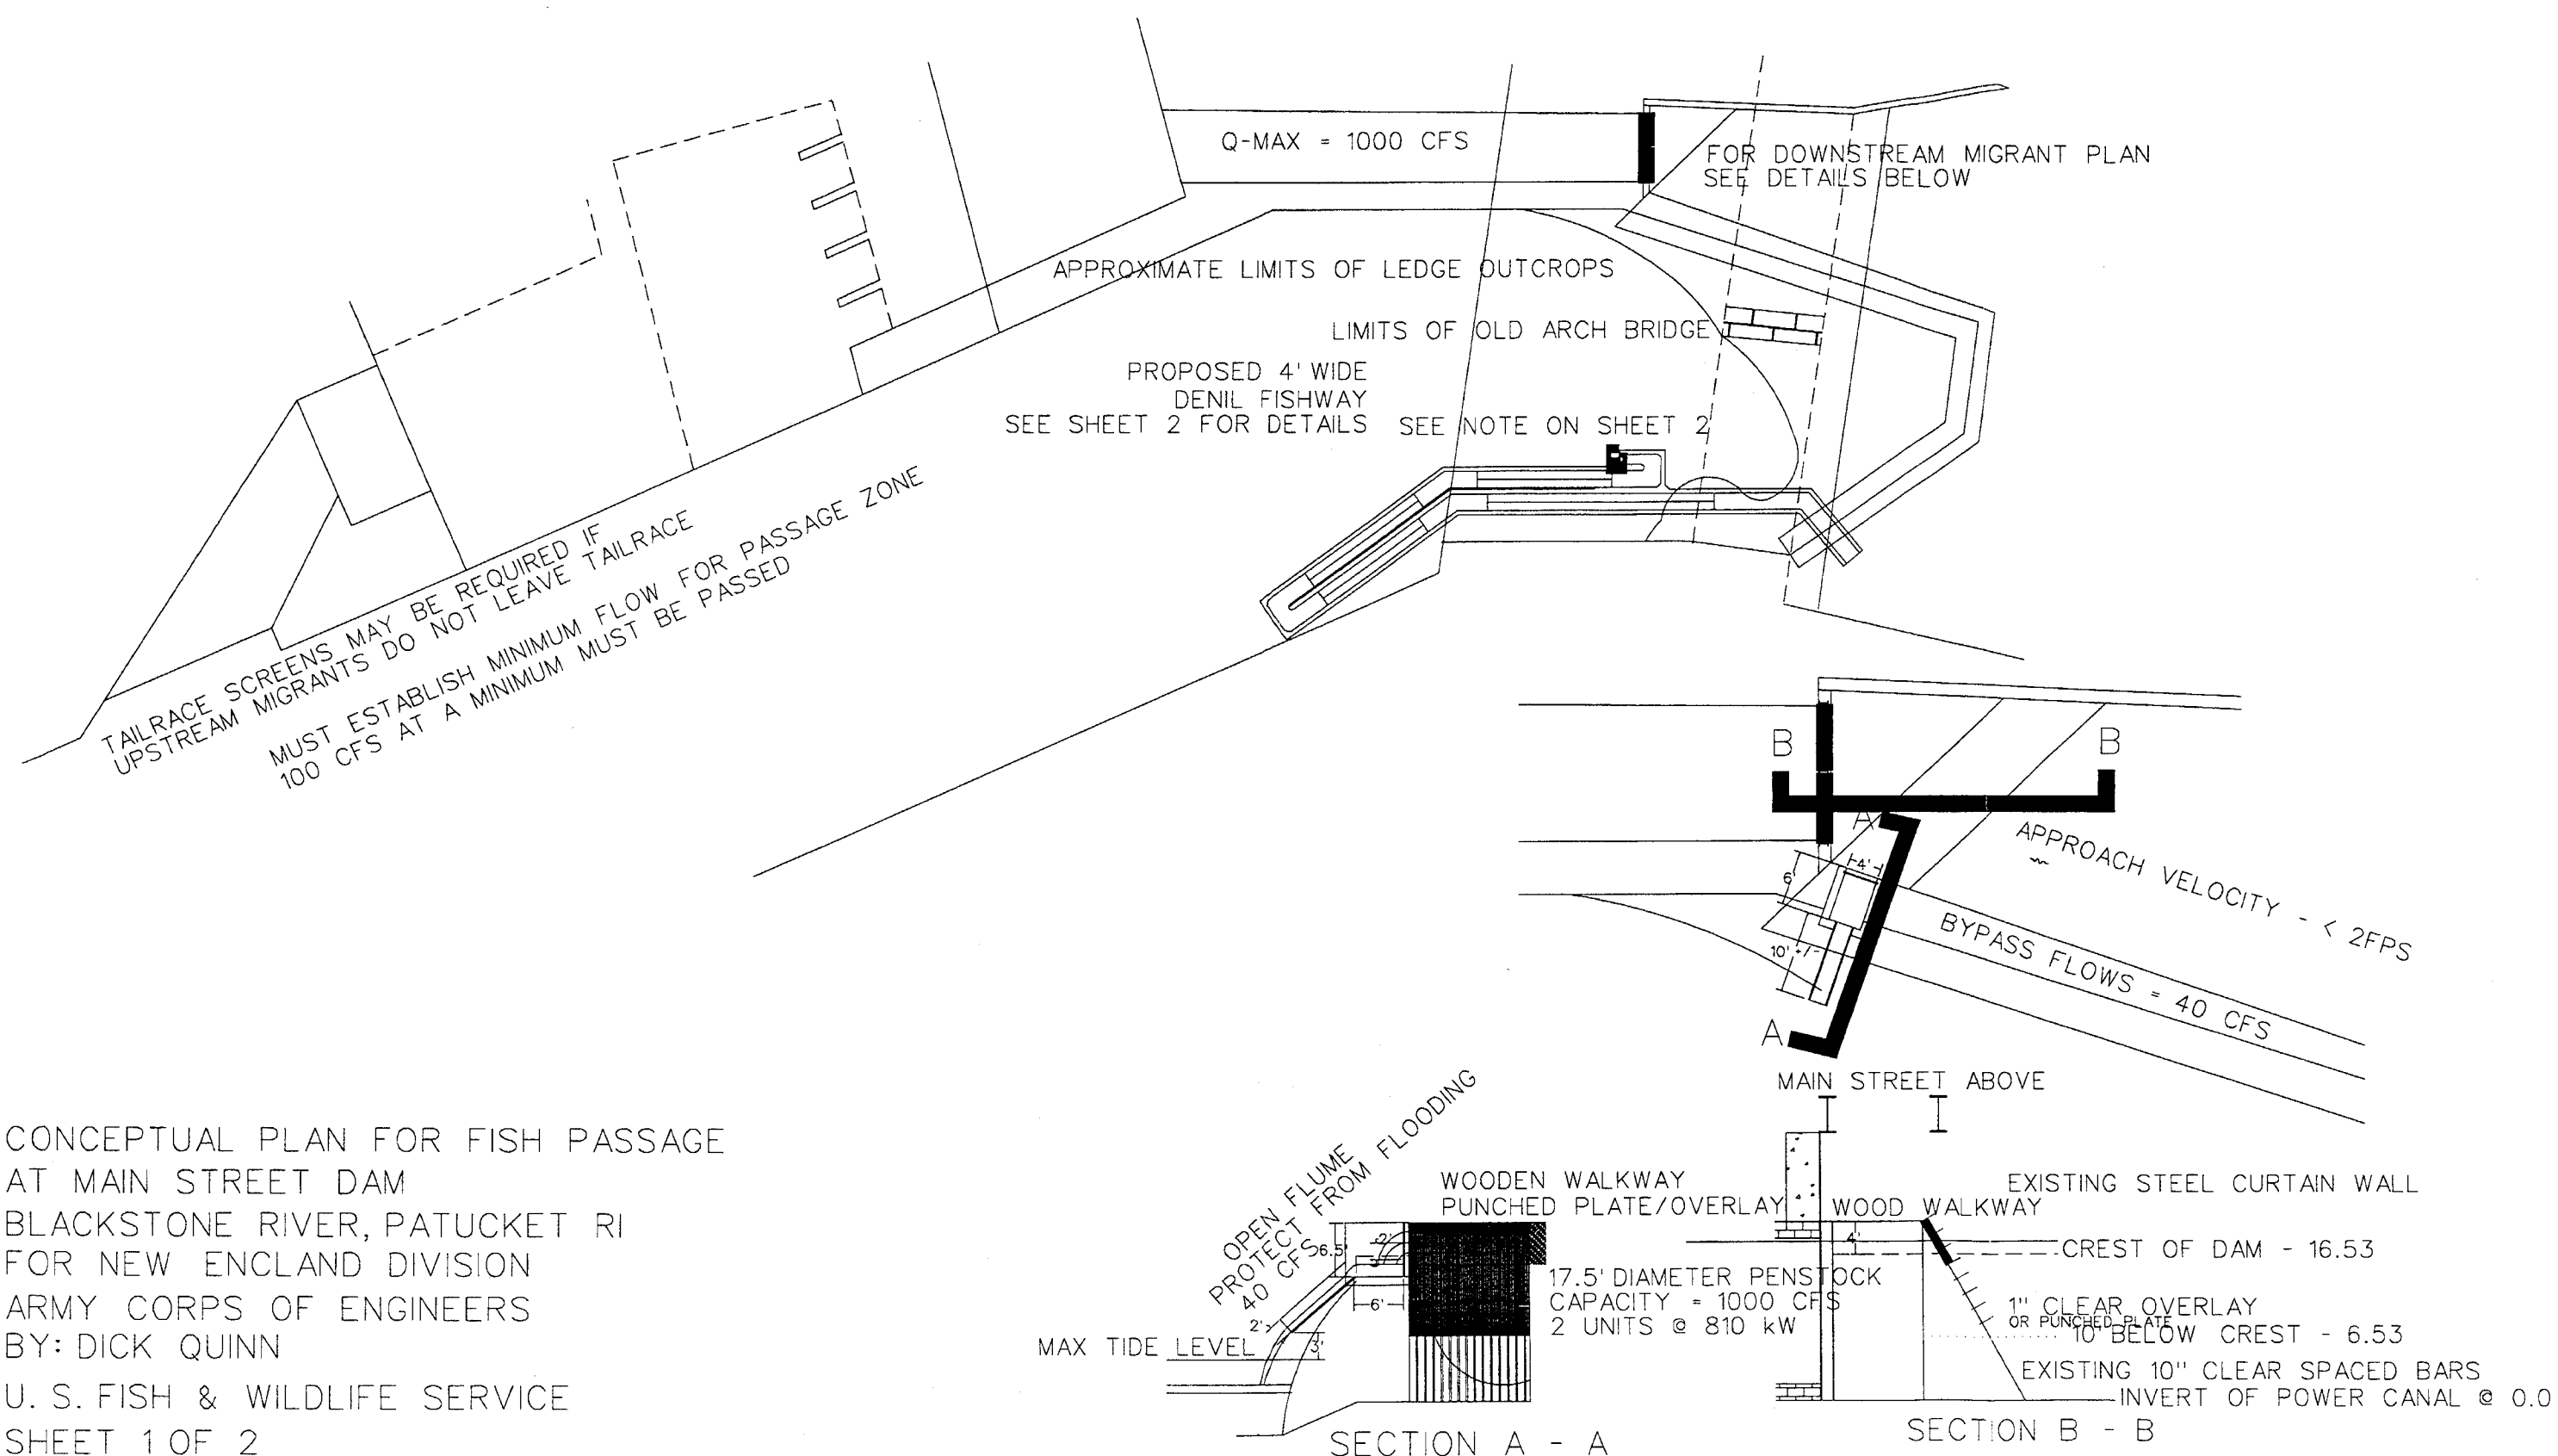 Q-MAX = 1000 CFS
FOR DOWNSTREAM MIGRANT PLAN
SEE DETAILS BELOW
APPROXIMATE LIMITS OF LEDGE OUTCROPS
LIMITS OF OLD ARCH BRIDGE
PROPOSED 4' WIDE
DENIL FISHWAY
SEE SHEET 2 FOR DETAILS
SEE NOTE ON SHEET 2
TAILRACE SCREENS MAY BE REQUIRED IF
UPSTREAM MIGRANTS DO NOT LEAVE TAILRACE
MUST ESTABLISH MINIMUM FLOW FOR PASSAGE ZONE
100 CFS AT A MINIMUM MUST BE PASSED
B
B
A
4'
6'
10' +/-
A
APPROACH VELOCITY - < 2FPS
BYPASS FLOWS = 40 CFS
MAIN STREET ABOVE
OPEN FLUME
PROTECT FROM FLOODING
40 CFS
6.5'
2'
6'
2'
3'
MAX TIDE LEVEL
WOODEN WALKWAY
PUNCHED PLATE/OVERLAY
17.5' DIAMETER PENSTOCK
CAPACITY = 1000 CFS
2 UNITS @ 810 kW
SECTION A - A
EXISTING STEEL CURTAIN WALL
WOOD WALKWAY
4'
CREST OF DAM - 16.53
1" CLEAR OVERLAY
OR PUNCHED PLATE
10' BELOW CREST - 6.53
EXISTING 10" CLEAR SPACED BARS
INVERT OF POWER CANAL @ 0.0
SECTION B - B
CONCEPTUAL PLAN FOR FISH PASSAGE
AT MAIN STREET DAM
BLACKSTONE RIVER, PATUCKET RI
FOR NEW ENCLAND DIVISION
ARMY CORPS OF ENGINEERS
BY: DICK QUINN
U. S. FISH & WILDLIFE SERVICE
SHEET 1 OF 2